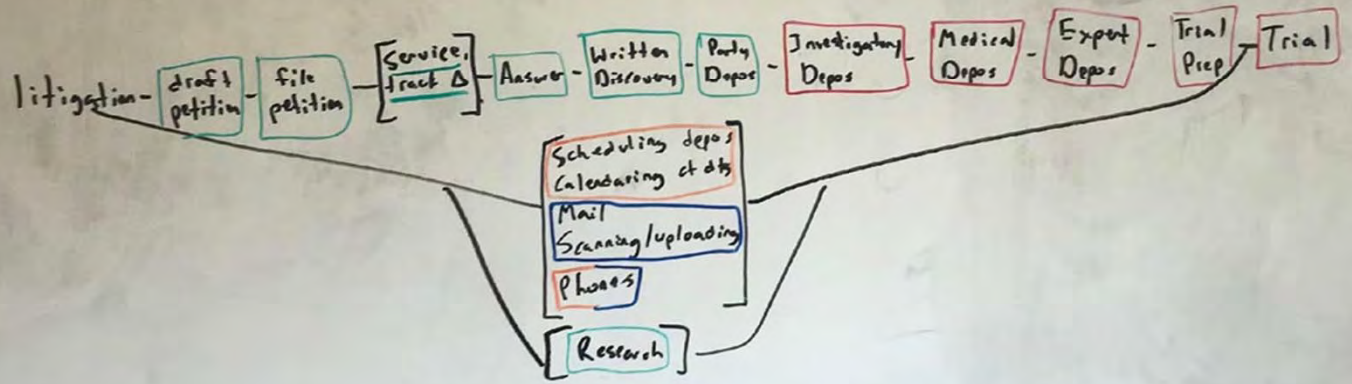 litigation - draft petition - file petition - [Service, track Δ] - Answer - Written Discovery - Party Depos - Investigatory Depos - Medical Depos - Expert Depos - Trial Prep - Trial
Scheduling depos
Calendaring ct dts
Mail
Scanning/uploading
Phones
[Research]